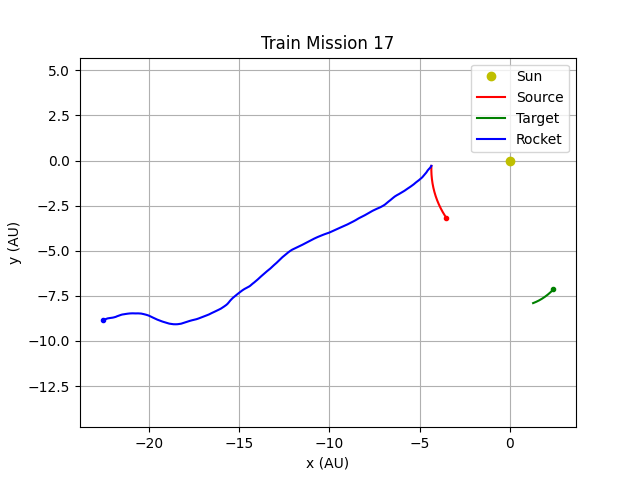 Train Mission 17
Sun
Source
Target
Rocket
5.0
2.5
0.0
−2.5
−5.0
−7.5
−10.0
−12.5
y (AU)
−20 −15 −10 −5 0
x (AU)